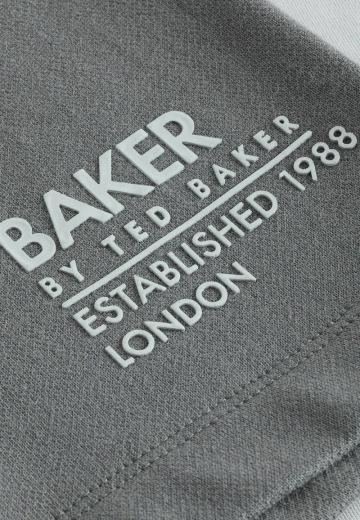 BAKER
BY TED BAKER
ESTABLISHED 1988
LONDON